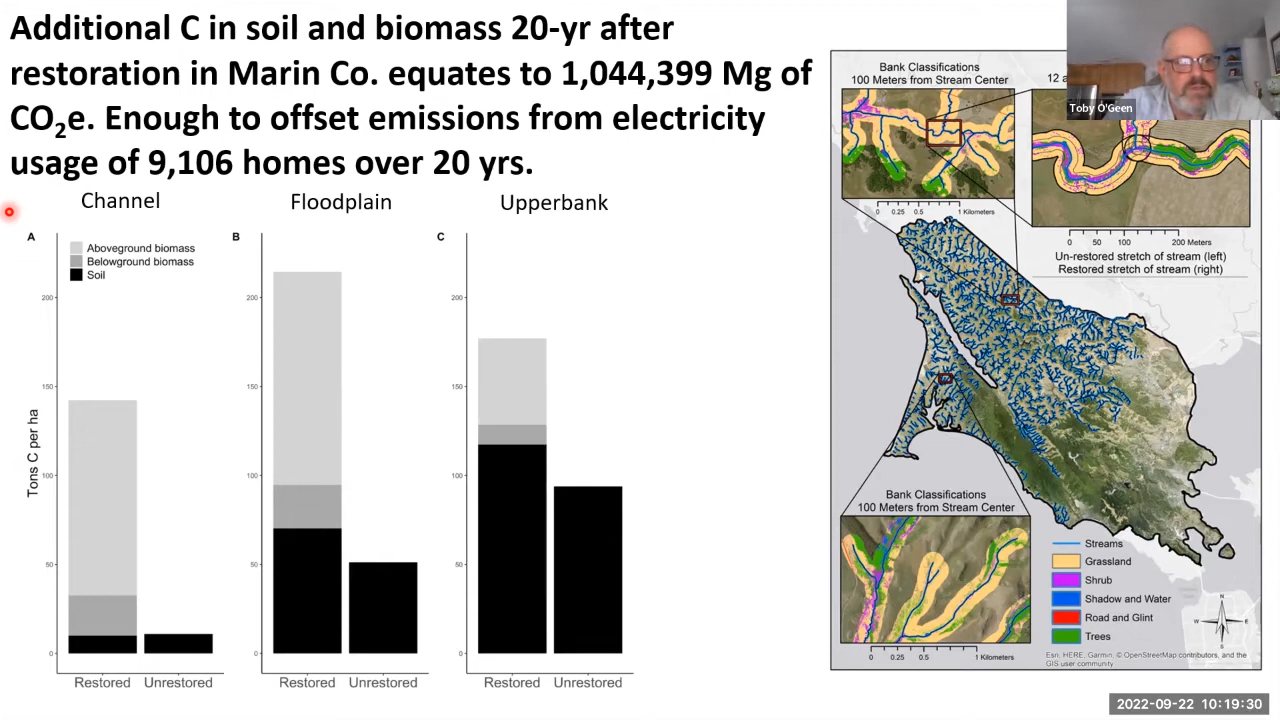 Additional C in soil and biomass 20-yr after
restoration in Marin Co. equates to 1,044,399 Mg of
CO₂e. Enough to offset emissions from electricity
usage of 9,106 homes over 20 yrs.
Channel
Floodplain
Upperbank
A
Aboveground biomass
Belowground biomass
Soil
B
C
Tons C per ha
200
150
100
50
0
200
150
100
50
0
200
150
100
50
0
Restored
Unrestored
Restored
Unrestored
Restored
Unrestored
Bank Classifications
100 Meters from Stream Center
12 a
Toby O'Geen
0 0.25 0.5 1 Kilometers
0 50 100 200 Meters
Un-restored stretch of stream (left)
Restored stretch of stream (right)
Bank Classifications
100 Meters from Stream Center
0 0.25 0.5 1 Kilometers
Streams
Grassland
Shrub
Shadow and Water
Road and Glint
Trees
N
W
E
S
Esri, HERE, Garmin, © OpenStreetMap contributors, and the
GIS user community
2022-09-22 10:19:30